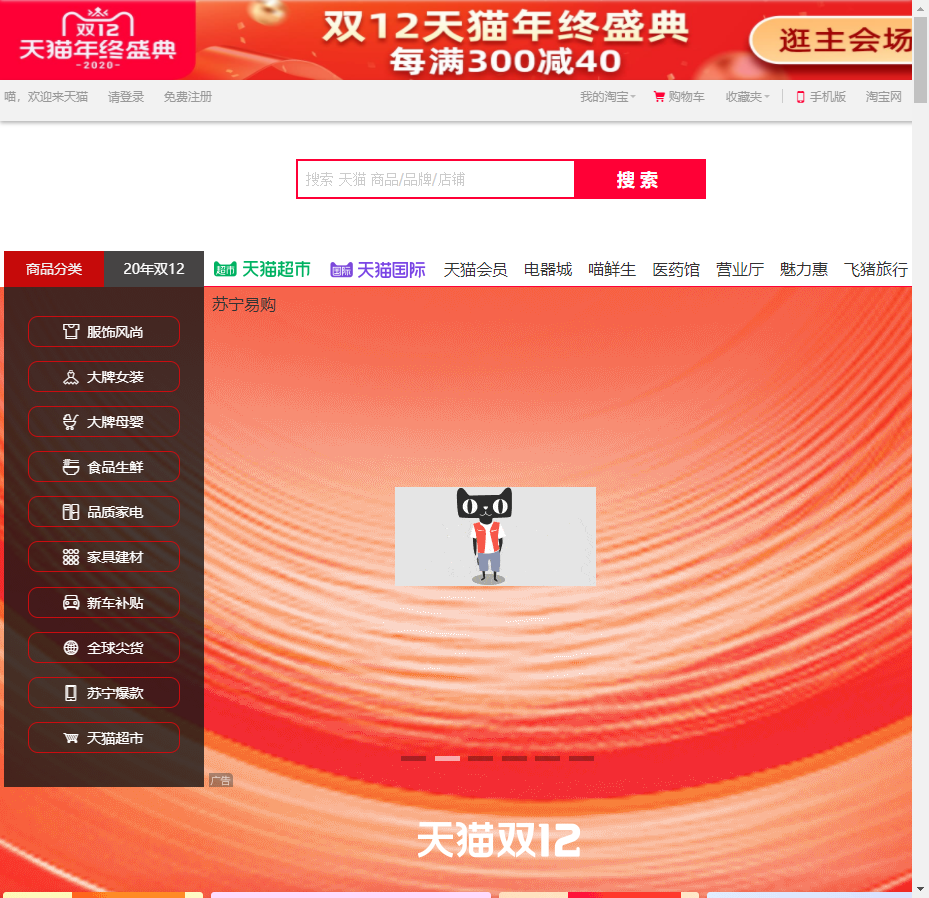 双12
天猫年终盛典
-2020-
双12天猫年终盛典
每满300减40
逛主会场
喵，欢迎来天猫 请登录 免费注册 我的淘宝 购物车 收藏夹 手机版 淘宝网
搜索 天猫 商品/品牌/店铺 搜索
商品分类 20年双12 超市 天猫超市 国际 天猫国际 天猫会员 电器城 喵鲜生 医药馆 营业厅 魅力惠 飞猪旅行
苏宁易购
服饰风尚
大牌女装
大牌母婴
食品生鲜
品质家电
家具建材
新车补贴
全球尖货
苏宁爆款
天猫超市
广告
天猫双12